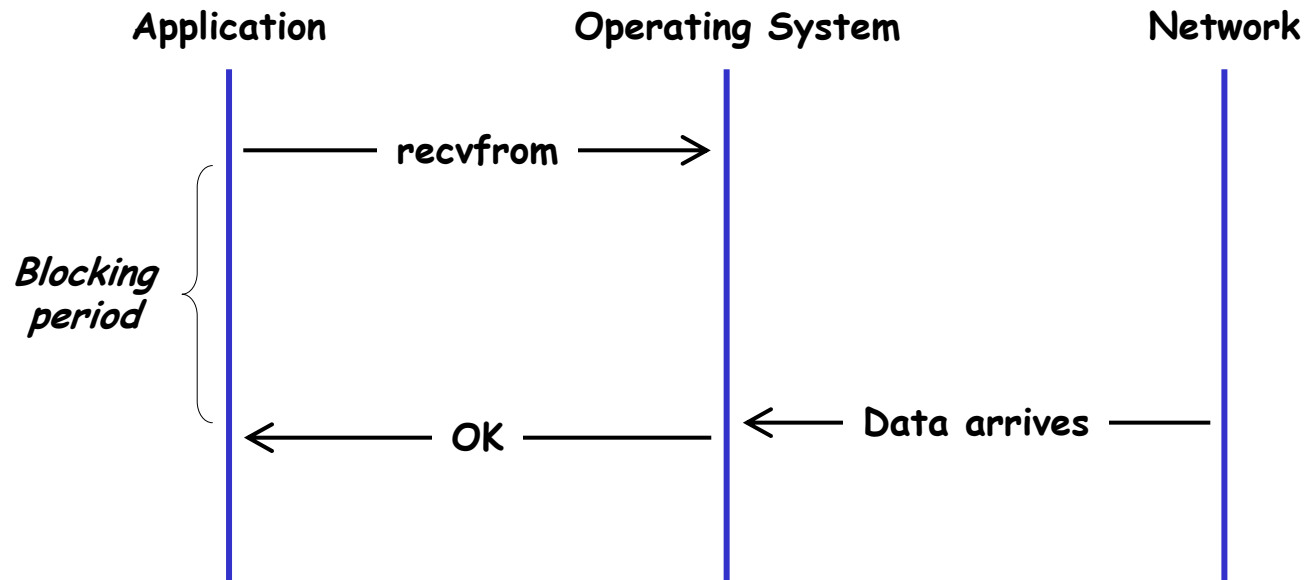 Application
Operating System
Network
recvfrom
Blocking
period
Data arrives
OK